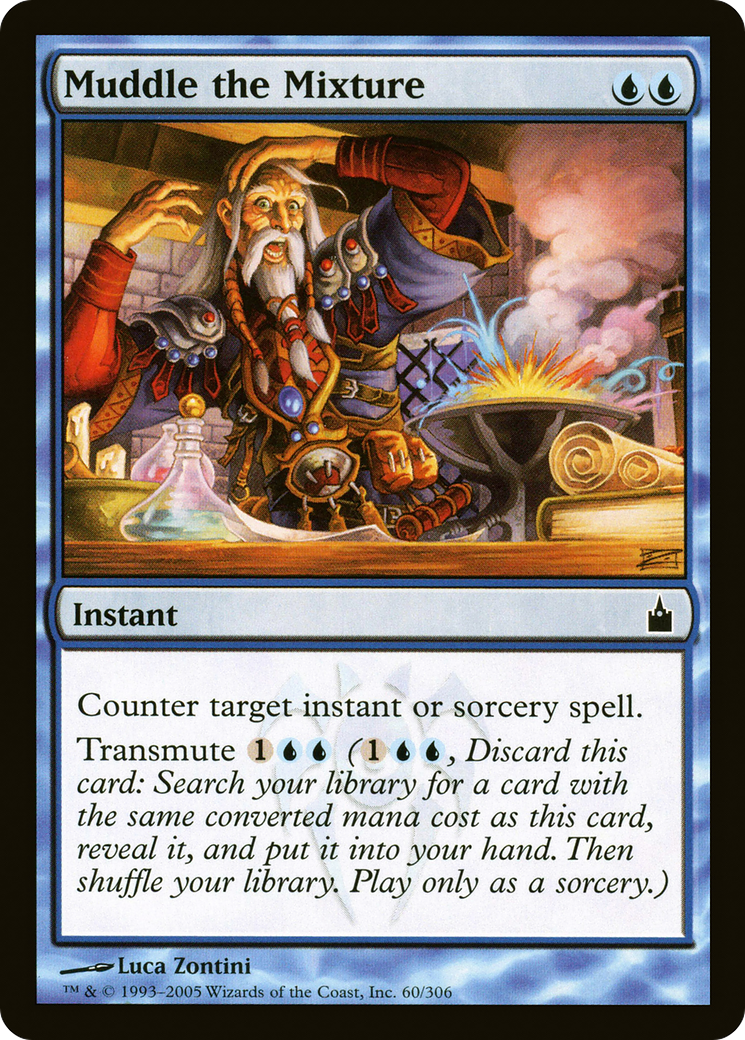 Muddle the Mixture
Instant
Counter target instant or sorcery spell.
Transmute 1 (1, Discard this
card: Search your library for a card with
the same converted mana cost as this card,
reveal it, and put it into your hand. Then
shuffle your library. Play only as a sorcery.)
Luca Zontini
™ & © 1993–2005 Wizards of the Coast, Inc. 60/306